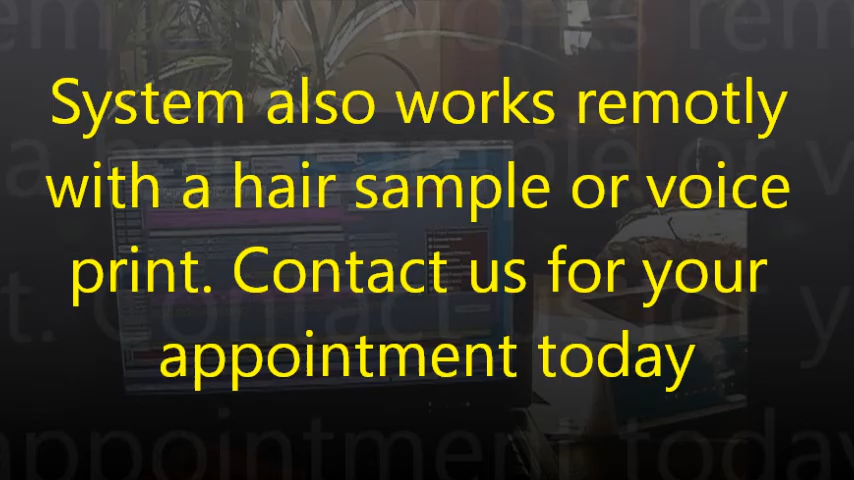 System also works remotly
with a hair sample or voice
print. Contact us for your
appointment today